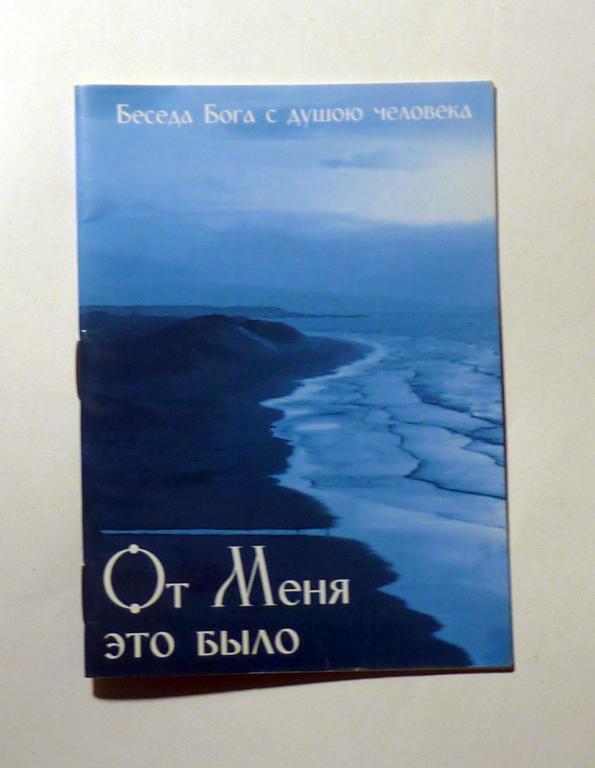 Беседа Бога с душою человека
От Меня
это было